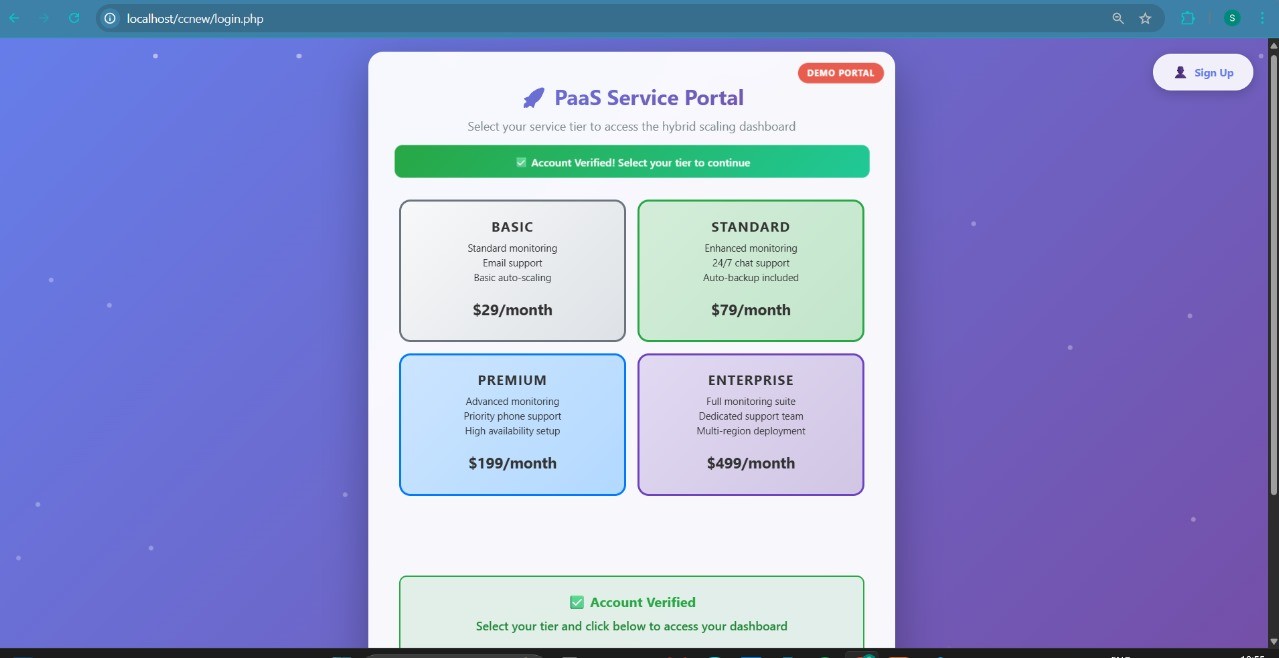 localhost/ccnew/login.php
S
DEMO PORTAL
Sign Up
PaaS Service Portal
Select your service tier to access the hybrid scaling dashboard
Account Verified! Select your tier to continue
BASIC
Standard monitoring
Email support
Basic auto-scaling
$29/month
STANDARD
Enhanced monitoring
24/7 chat support
Auto-backup included
$79/month
PREMIUM
Advanced monitoring
Priority phone support
High availability setup
$199/month
ENTERPRISE
Full monitoring suite
Dedicated support team
Multi-region deployment
$499/month
Account Verified
Select your tier and click below to access your dashboard